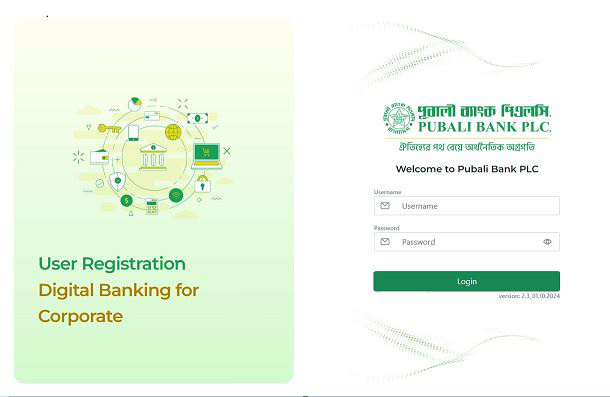 User Registration
Digital Banking for
Corporate
পূবালী ব্যাংক পিএলসি.
PUBALI BANK PLC.
ঐতিহ্যের পথ বেয়ে অর্থনৈতিক অগ্রগতি
Welcome to Pubali Bank PLC
Username
Username
Password
Password
Login
version: 2.3_01.10.2024